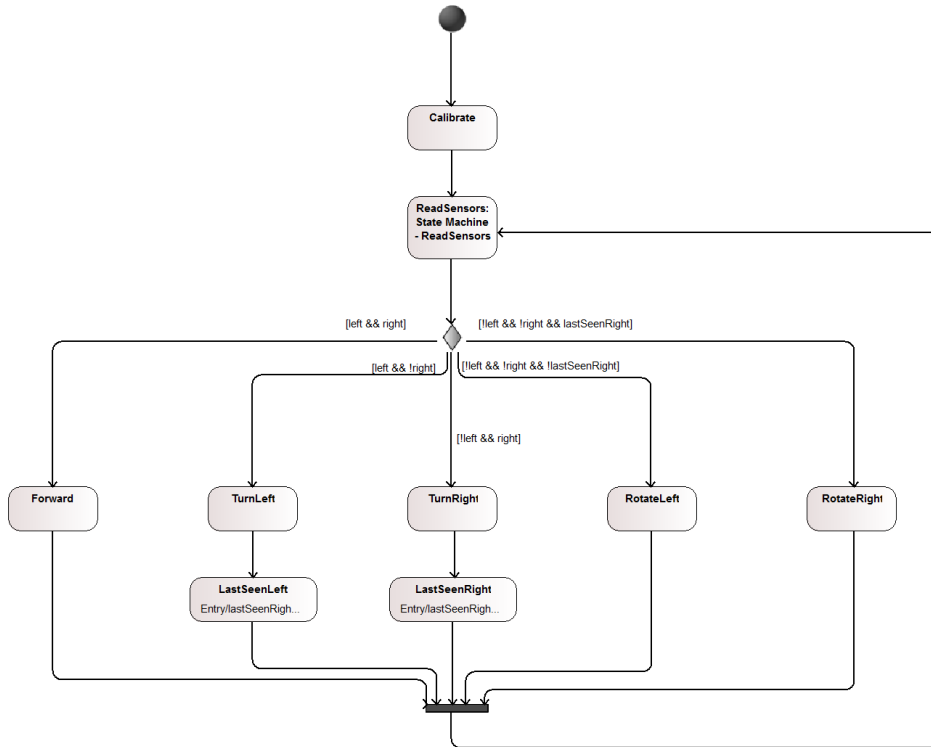 Calibrate
ReadSensors:
State Machine
- ReadSensors
[left && right]
[!left && !right && lastSeenRight]
[left && !right]
[!left && !right && !lastSeenRight]
[!left && right]
Forward
TurnLeft
TurnRight
RotateLeft
RotateRight
LastSeenLeft
Entry/lastSeenRigh...
LastSeenRight
Entry/lastSeenRigh...